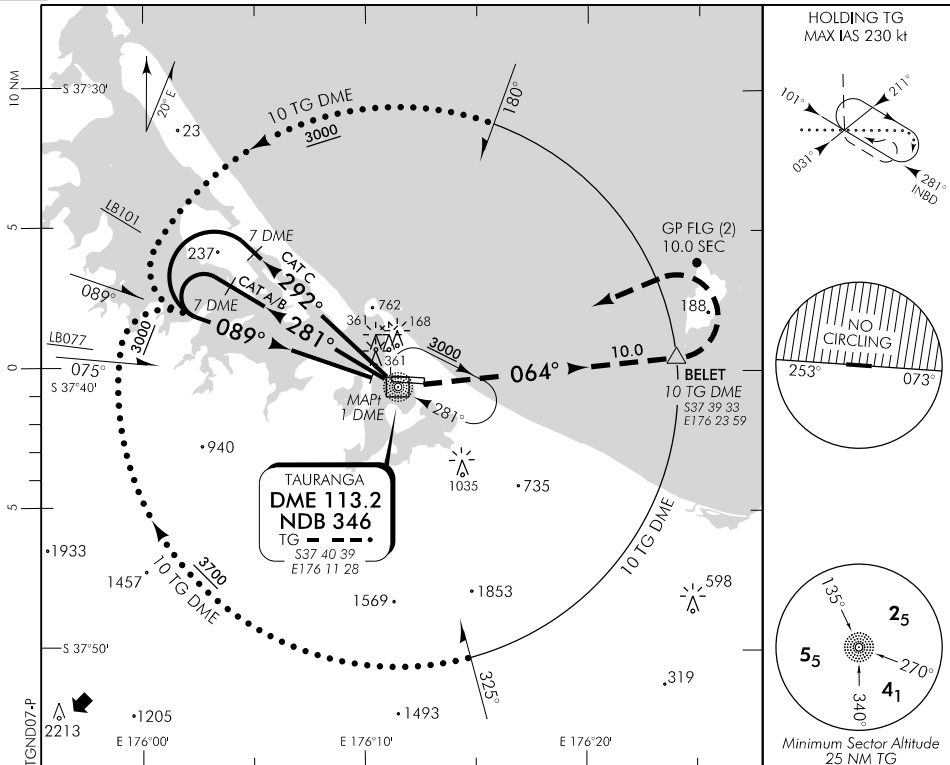 10 NM
S 37°30'
20° E
23
10 TG DME
3000
180°
HOLDING TG
MAX IAS 230 kt
101°
211°
031°
281°
INBD
5
LB101
237
7 DME
CAT C
292°
CAT A/B
281°
7 DME
089°
089°
3000
762
361
168
361
3000
GP FLG (2)
10.0 SEC
188
LB077
075°
0
S 37°40'
064°
10.0
BELET
10 TG DME
S37 39 33
E176 23 59
MAPt
1 DME
281°
NO
CIRCLING
253°
073°
940
1035
735
TAURANGA
DME 113.2
NDB 346
TG
S37 40 39
E176 11 28
5
10 TG DME
1933
1457
3700
10 TG DME
1569
1853
598
S 37°50'
325°
319
135°
25
55
270°
41
340°
TGND07-P
2213
1205
1493
E 176°00'
E 176°10'
E 176°20'
Minimum Sector Altitude
25 NM TG